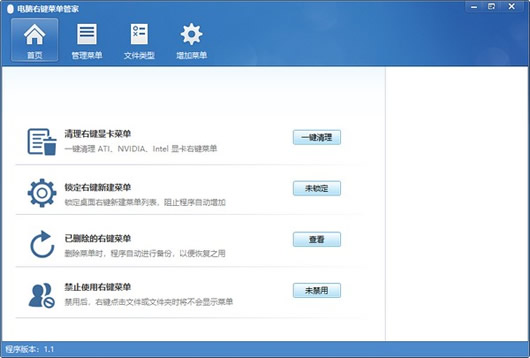 电脑右键菜单管家
首页
管理菜单
文件类型
增加菜单
清理右键显卡菜单
一键清理 ATI、NVIDIA、Intel 显卡右键菜单
一键清理
锁定右键新建菜单
锁定桌面右键新建菜单列表，阻止程序自动增加
未锁定
已删除的右键菜单
删除菜单时，程序自动进行备份，以便恢复之用
查看
禁止使用右键菜单
禁用后，右键点击文件或文件夹时将不会显示菜单
未禁用
程序版本：1.1